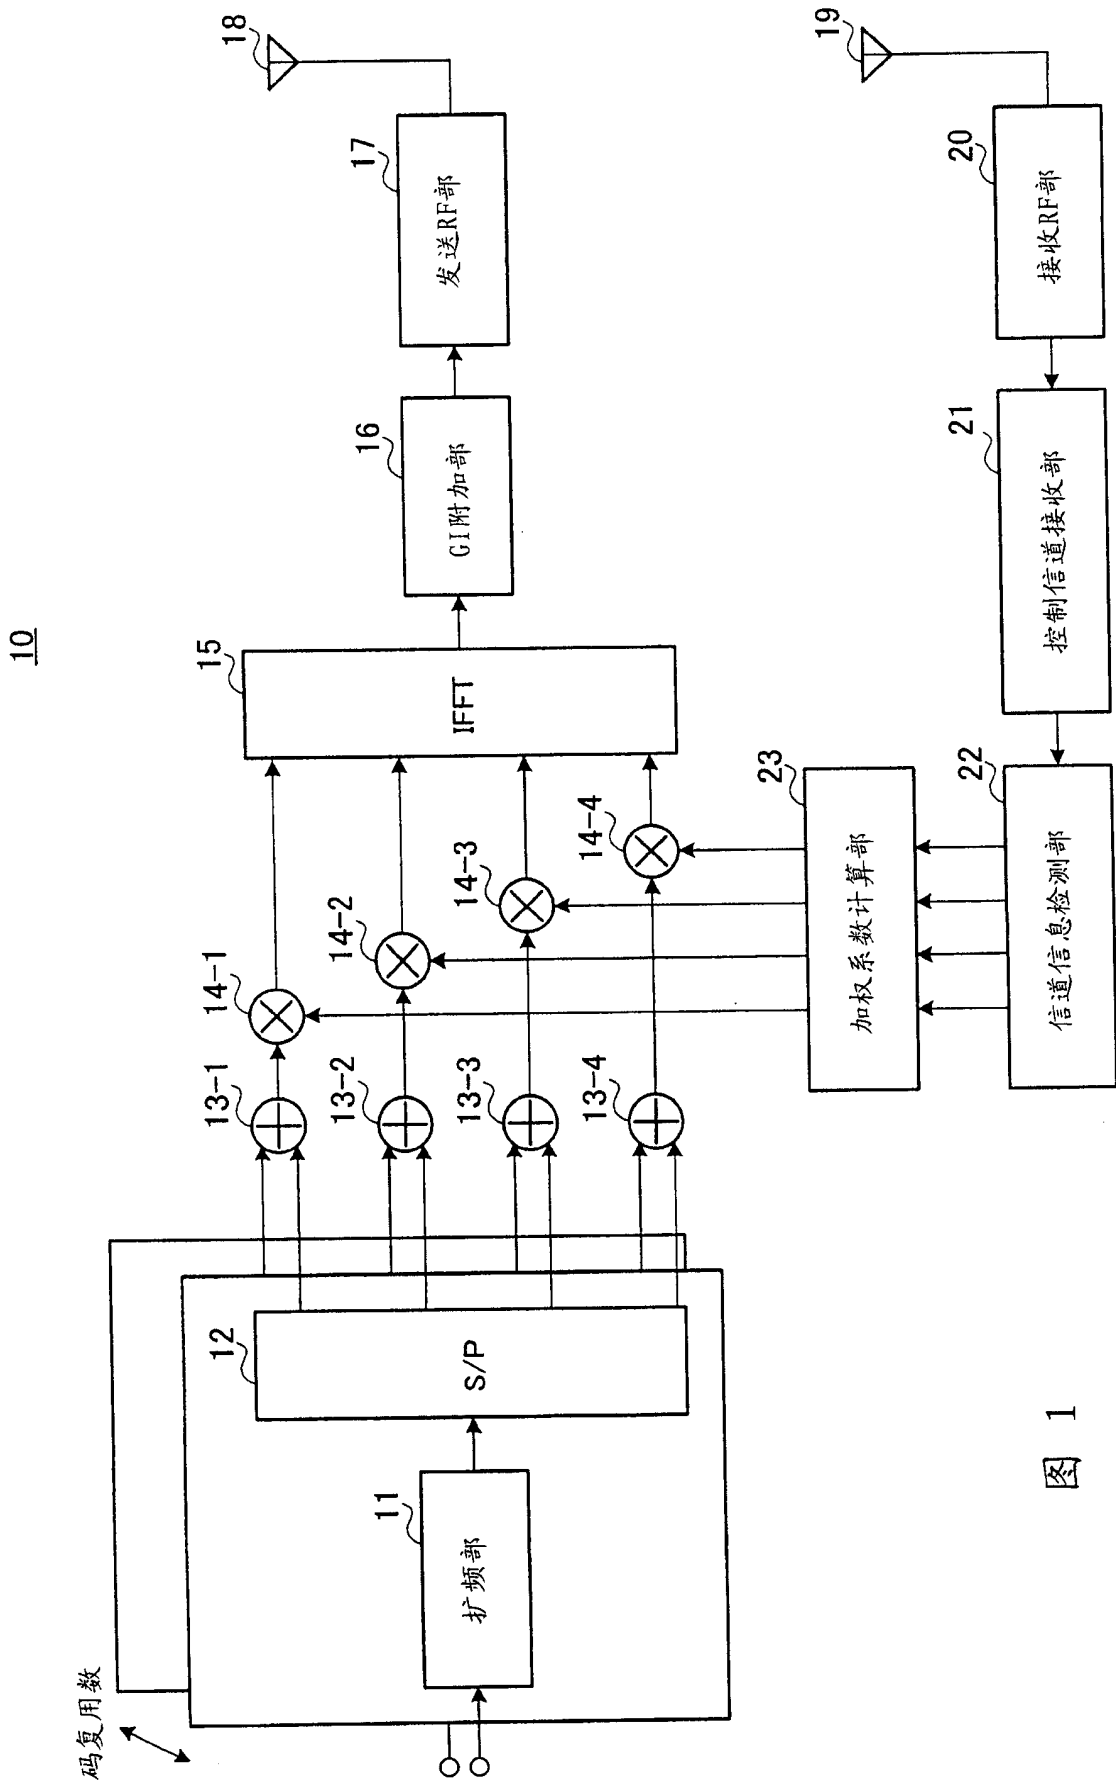 10
码复用数
11
扩频部
12
S/P
13-1
13-2
13-3
13-4
14-1
14-2
14-3
14-4
15
IFFT
16
GI附加部
17
发送RF部
18
19
20
接收RF部
21
控制信道接收部
22
信道信息检测部
23
加权系数计算部
图 1